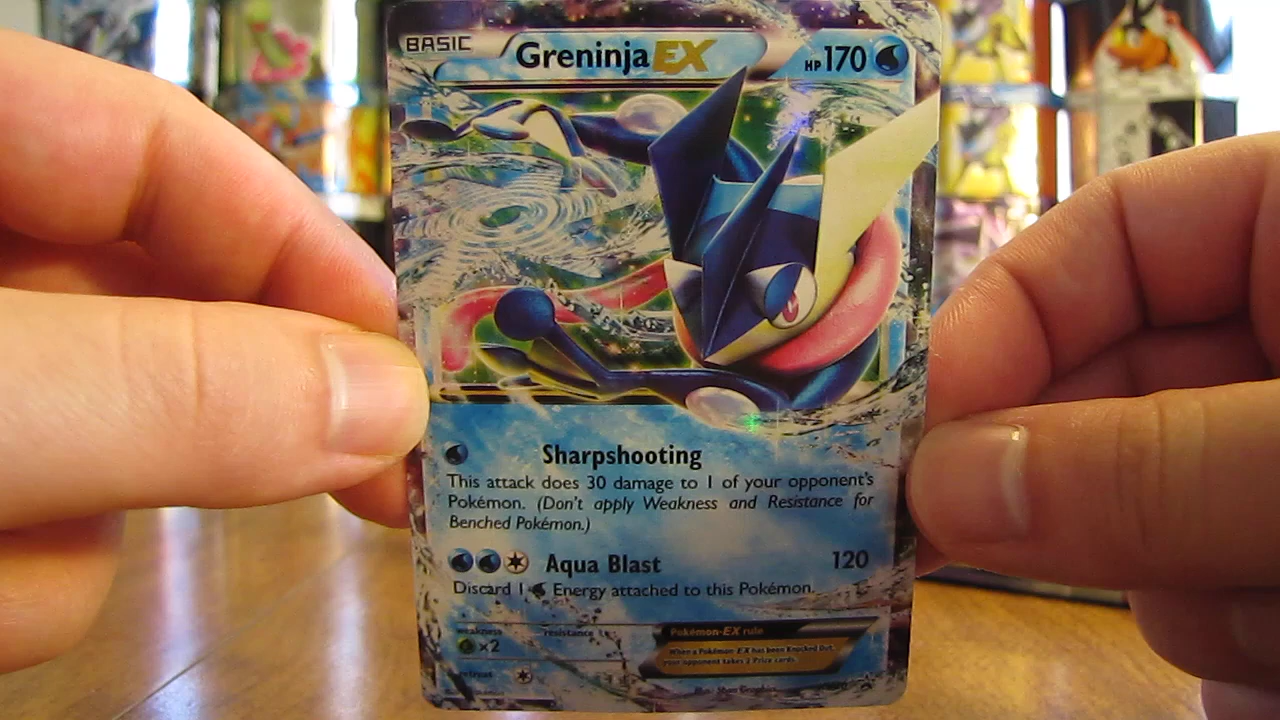 BASIC
Greninja EX
HP 170
Sharpshooting
This attack does 30 damage to 1 of your opponent's
Pokémon. (Don't apply Weakness and Resistance for
Benched Pokémon.)
Aqua Blast 120
Discard 1 Energy attached to this Pokémon.
weakness resistance
×2
Pokémon-EX rule
When a Pokémon-EX has been Knocked Out,
your opponent takes 2 Prize cards.
retreat